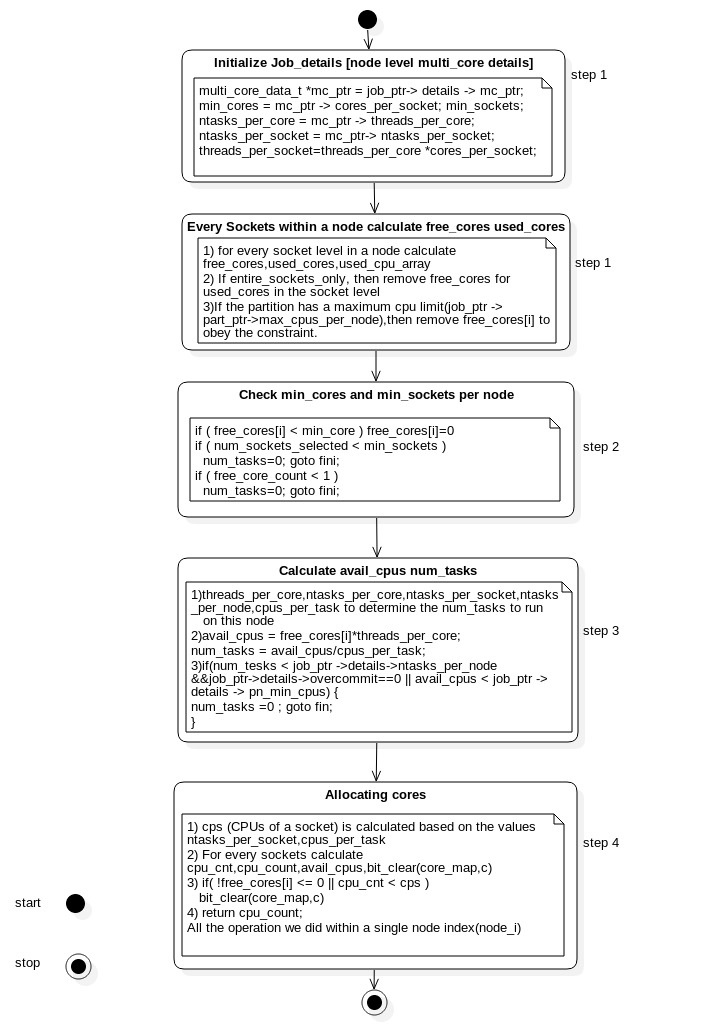 Initialize Job_details [node level multi_core details]
step 1
multi_core_data_t *mc_ptr = job_ptr-> details -> mc_ptr;
min_cores = mc_ptr -> cores_per_socket; min_sockets;
ntasks_per_core = mc_ptr -> threads_per_core;
ntasks_per_socket = mc_ptr-> ntasks_per_socket;
threads_per_socket=threads_per_core *cores_per_socket;
Every Sockets within a node calculate free_cores used_cores
1) for every socket level in a node calculate
free_cores,used_cores,used_cpu_array
step 1
2) If entire_sockets_only, then remove free_cores for
used_cores in the socket level
3)If the partition has a maximum cpu limit(job_ptr ->
part_ptr->max_cpus_per_node),then remove free_cores[i] to
obey the constraint.
Check min_cores and min_sockets per node
if ( free_cores[i] < min_core ) free_cores[i]=0
if ( num_sockets_selected < min_sockets )
step 2
num_tasks=0; goto fini;
if ( free_core_count < 1 )
num_tasks=0; goto fini;
Calculate avail_cpus num_tasks
1)threads_per_core,ntasks_per_core,ntasks_per_socket,ntasks
_per_node,cpus_per_task to determine the num_tasks to run
on this node
step 3
2)avail_cpus = free_cores[i]*threads_per_core;
num_tasks = avail_cpus/cpus_per_task;
3)if(num_tesks < job_ptr ->details->ntasks_per_node
&&job_ptr->details->overcommit==0 || avail_cpus < job_ptr ->
details -> pn_min_cpus) {
num_tasks =0 ; goto fin;
}
Allocating cores
1) cps (CPUs of a socket) is calculated based on the values
ntasks_per_socket,cpus_per_task
step 4
2) For every sockets calculate
cpu_cnt,cpu_count,avail_cpus,bit_clear(core_map,c)
3) if( !free_cores[i] <= 0 || cpu_cnt < cps )
bit_clear(core_map,c)
4) return cpu_count;
All the operation we did within a single node index(node_i)
start
stop